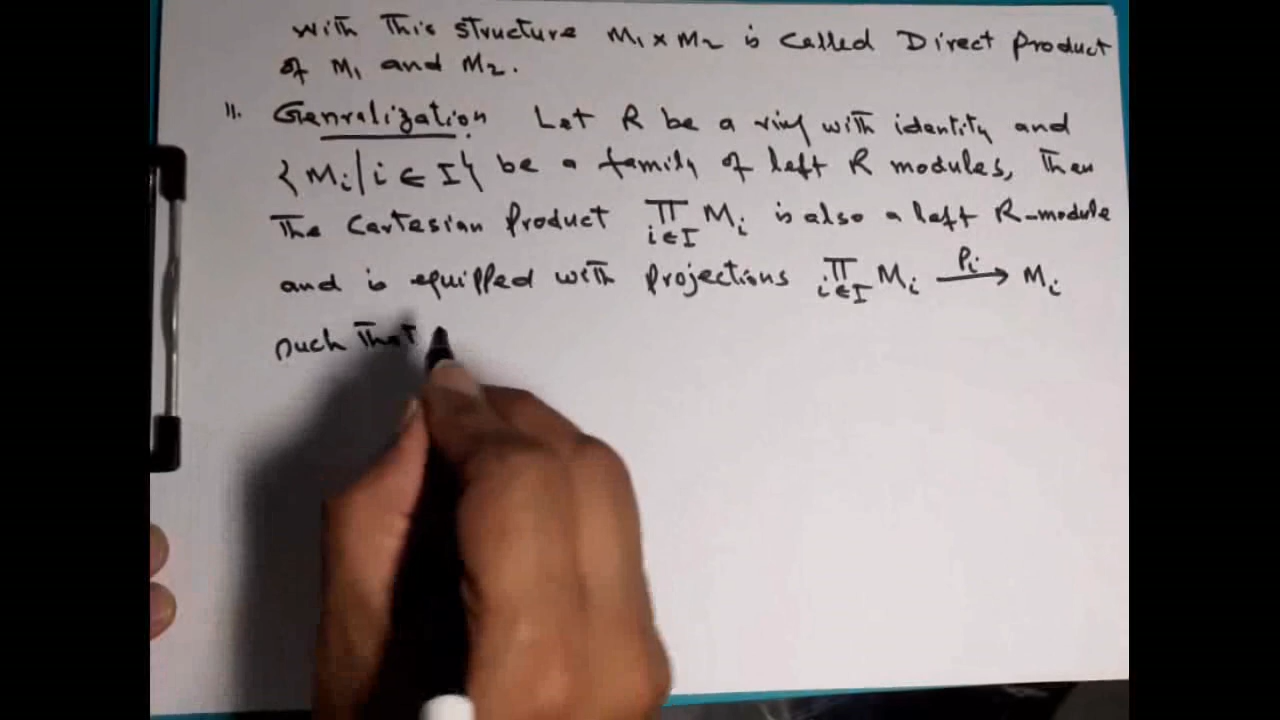 with This structure M₁ × M₂ is called Direct product
of M₁ and M₂.
11. Genralization Let R be a ring with identity and
{Mᵢ/i ∈ I} be a family of left R modules, Then
The Cartesian Product ∏ᵢ∈I Mᵢ is also a left R-module
and is equipped with projections ∏ᵢ∈I Mᵢ —pᵢ→ Mᵢ
such That